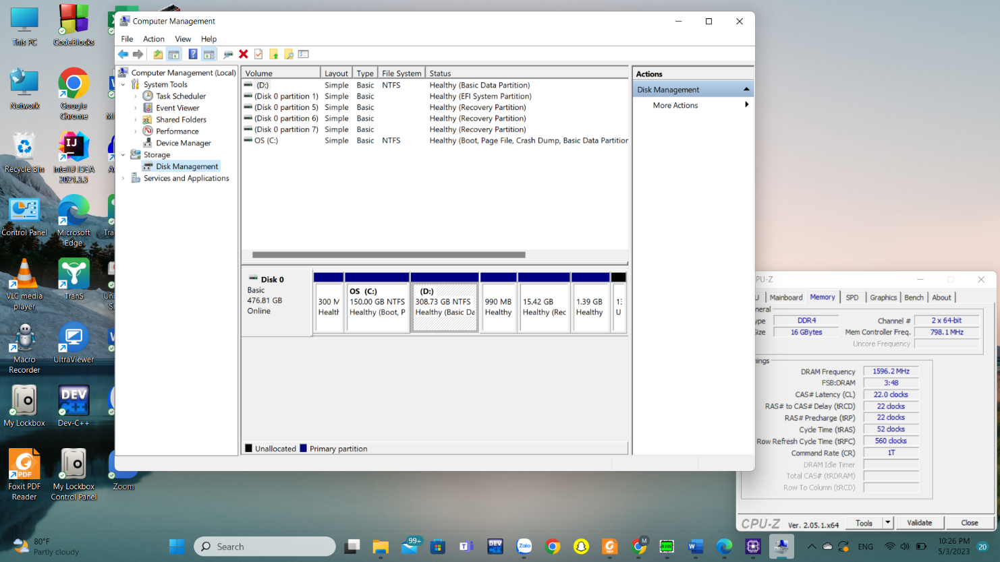 This PC
CodeBlocks
Network
Google Chrome
Recycle Bin
IntelliJ IDEA 2021.3.3
Control Panel
Microsoft Edge
VLC media player
TranS
Macro Recorder
UltraViewer
My Lockbox
Dev-C++
Foxit PDF Reader
My Lockbox Control Panel
Zoom
Computer Management
File Action View Help
Computer Management (Local)
System Tools
Task Scheduler
Event Viewer
Shared Folders
Performance
Device Manager
Storage
Disk Management
Services and Applications
Volume Layout Type File System Status
(D:) Simple Basic NTFS Healthy (Basic Data Partition)
(Disk 0 partition 1) Simple Basic Healthy (EFI System Partition)
(Disk 0 partition 5) Simple Basic Healthy (Recovery Partition)
(Disk 0 partition 6) Simple Basic Healthy (Recovery Partition)
(Disk 0 partition 7) Simple Basic Healthy (Recovery Partition)
OS (C:) Simple Basic NTFS Healthy (Boot, Page File, Crash Dump, Basic Data Partition
Actions
Disk Management
More Actions
Disk 0
Basic
476.81 GB
Online
300 M
Healtl
OS (C:)
150.00 GB NTFS
Healthy (Boot, P
(D:)
308.73 GB NTFS
Healthy (Basic Da
990 MB
Healthy
15.42 GB
Healthy (Rec
1.39 GB
Healthy
U
Unallocated Primary partition
PU-Z
U Mainboard Memory SPD Graphics Bench About
neral
ype DDR4 Channel # 2 x 64-bit
Size 16 GBytes Mem Controller Freq. 798.1 MHz
Uncore Frequency
nings
DRAM Frequency 1596.2 MHz
FSB:DRAM 3:48
CAS# Latency (CL) 22.0 clocks
RAS# to CAS# Delay (tRCD) 22 clocks
RAS# Precharge (tRP) 22 clocks
Cycle Time (tRAS) 52 clocks
Row Refresh Cycle Time (tRFC) 560 clocks
Command Rate (CR) 1T
DRAM Idle Timer
Total CAS# (tRDRAM)
Row To Column (tRCD)
CPU-Z Ver. 2.05.1.x64 Tools Validate Close
80°F
Partly cloudy
Search
99+
DEV
Zalo
M
ENG
10:26 PM
5/3/2023
20